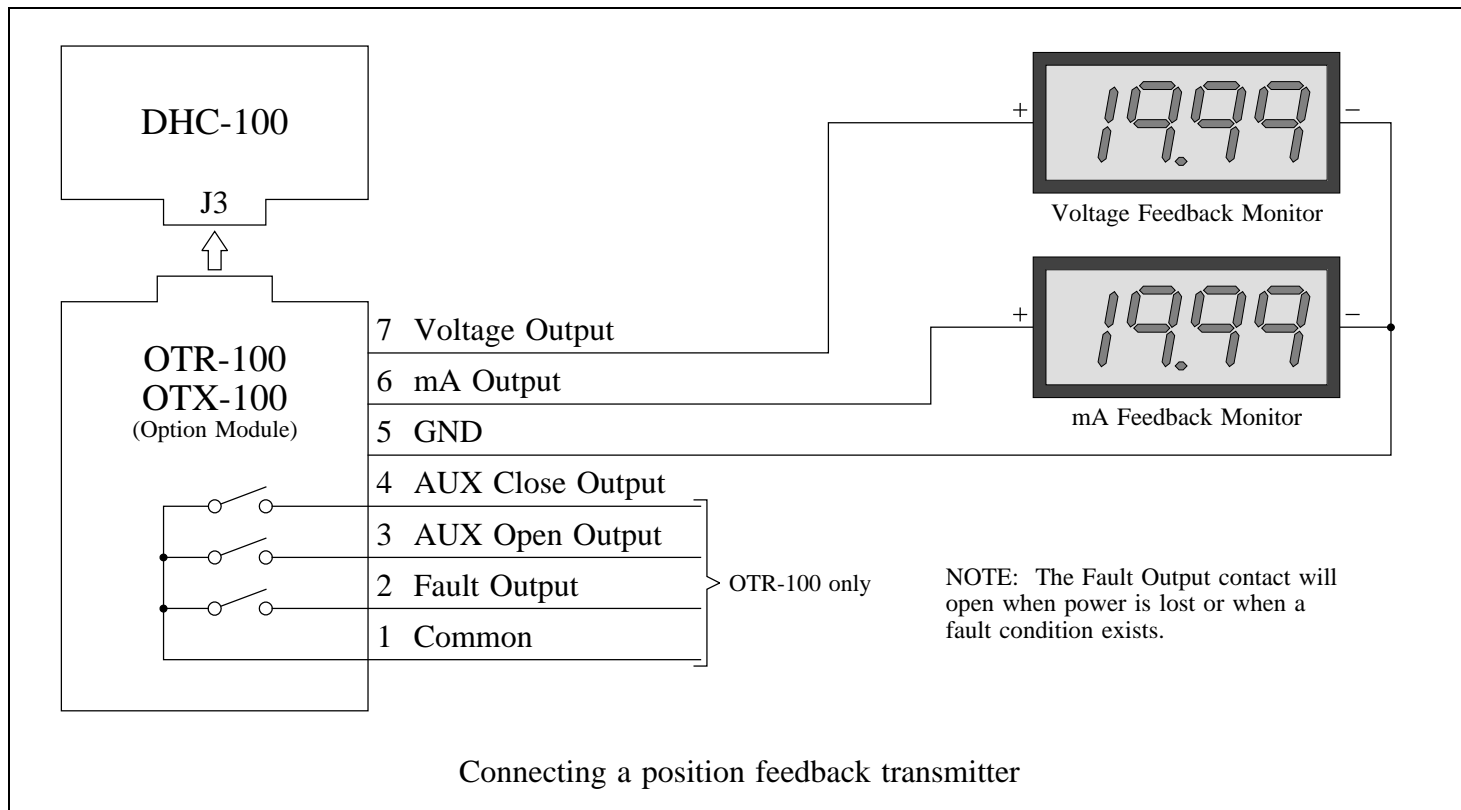 DHC-100
J3
+
19.99
−
Voltage Feedback Monitor
+
19.99
−
mA Feedback Monitor
OTR-100
OTX-100
(Option Module)
7 Voltage Output
6 mA Output
5 GND
4 AUX Close Output
3 AUX Open Output
2 Fault Output
1 Common
OTR-100 only
NOTE: The Fault Output contact will
open when power is lost or when a
fault condition exists.
Connecting a position feedback transmitter